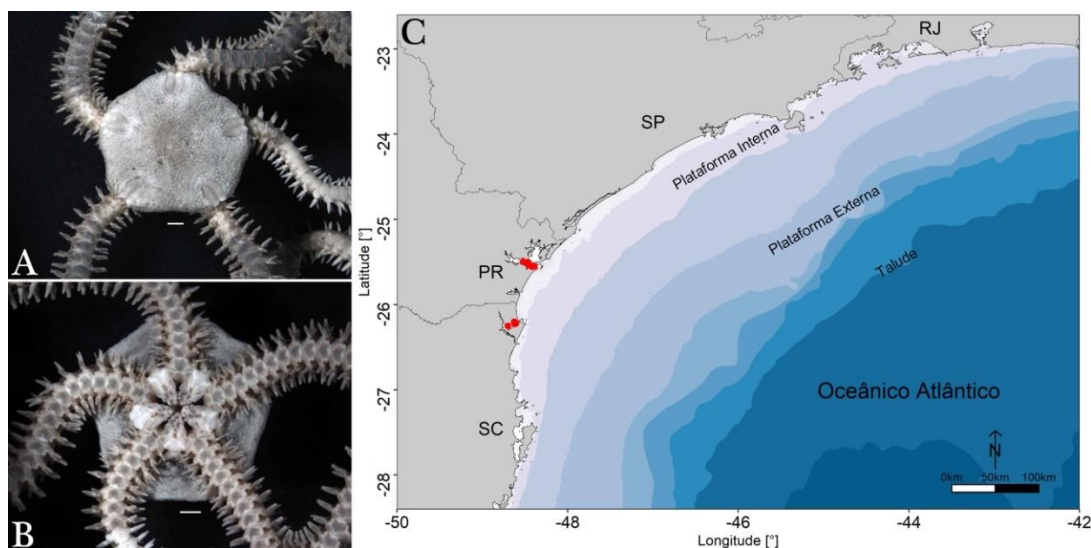 A
B
C
RJ
SP
PR
SC
Plataforma Interna
Plataforma Externa
Talude
Oceânico Atlântico
N
0km 50km 100km
Latitude [°]
-23
-24
-25
-26
-27
-28
-50 -48 -46 -44 -42
Longitude [°]